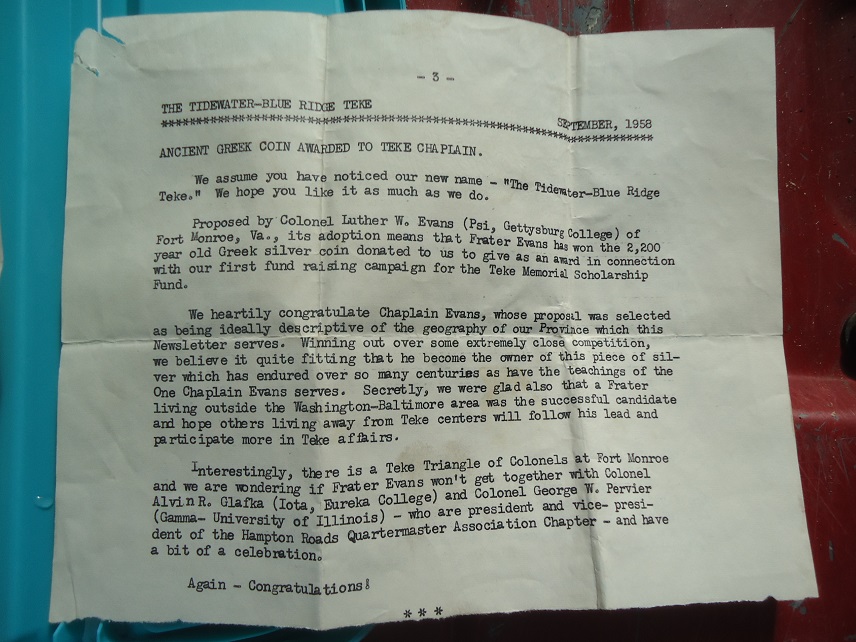 - 3 -
THE TIDEWATER-BLUE RIDGE TEKE
SEPTEMBER, 1958
****************************************************************
ANCIENT GREEK COIN AWARDED TO TEKE CHAPLAIN.
We assume you have noticed our new name - "The Tidewater-Blue Ridge
Teke." We hope you like it as much as we do.
Proposed by Colonel Luther W. Evans (Psi, Gettysburg College) of
Fort Monroe, Va., its adoption means that Frater Evans has won the 2,200
year old Greek silver coin donated to us to give as an award in connection
with our first fund raising campaign for the Teke Memorial Scholarship
Fund.
We heartily congratulate Chaplain Evans, whose proposal was selected
as being ideally descriptive of the geography of our Province which this
Newsletter serves. Winning out over some extremely close competition,
we believe it quite fitting that he become the owner of this piece of sil-
ver which has endured over so many centuries as have the teachings of the
One Chaplain Evans serves. Secretly, we were glad also that a Frater
living outside the Washington-Baltimore area was the successful candidate
and hope others living away from Teke centers will follow his lead and
participate more in Teke affairs.
Interestingly, there is a Teke Triangle of Colonels at Fort Monroe
and we are wondering if Frater Evans won't get together with Colonel
Alvin R. Glafka (Iota, Eureka College) and Colonel George W. Pervier
(Gamma- University of Illinois) - who are president and vice- presi-
dent of the Hampton Roads Quartermaster Association Chapter - and have
a bit of a celebration.
Again - Congratulations!
* * *